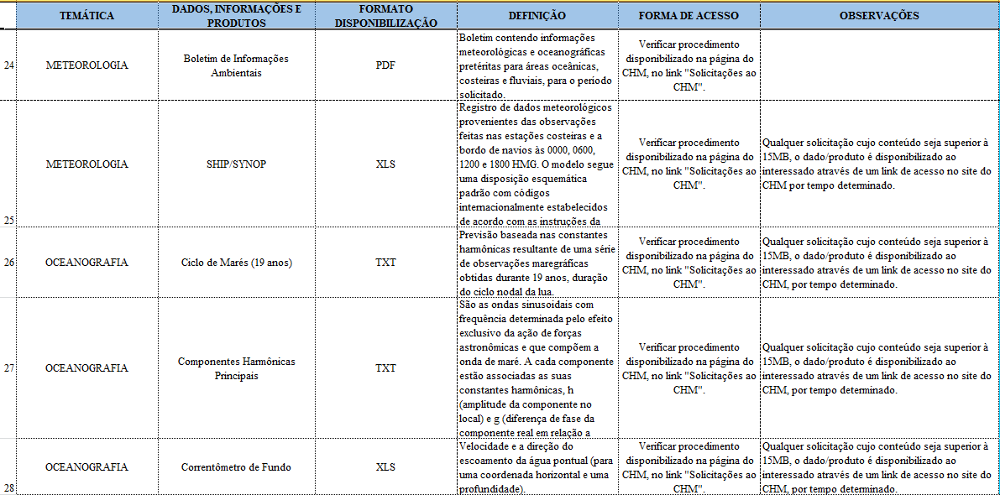 TEMÁTICA
DADOS, INFORMAÇÕES E
PRODUTOS
FORMATO
DISPONIBILIZAÇÃO
DEFINIÇÃO
FORMA DE ACESSO
OBSERVAÇÕES
24
METEOROLOGIA
Boletim de Informações
Ambientais
PDF
Boletim contendo informações
meteorológicas e oceanográficas
pretéritas para áreas oceânicas,
costeiras e fluviais, para o período
solicitado.
Verificar procedimento
disponibilizado na página do
CHM, no link "Solicitações ao
CHM".
25
METEOROLOGIA
SHIP/SYNOP
XLS
Registro de dados meteorológicos
provenientes das observações
feitas nas estações costeiras e a
bordo de navios às 0000, 0600,
1200 e 1800 HMG. O modelo segue
uma disposição esquemática
padrão com códigos
internacionalmente estabelecidos
de acordo com as instruções da
Verificar procedimento
disponibilizado na página do
CHM, no link "Solicitações ao
CHM".
Qualquer solicitação cujo conteúdo seja superior à
15MB, o dado/produto é disponibilizado ao
interessado através de um link de acesso no site do
CHM por tempo determinado.
26
OCEANOGRAFIA
Ciclo de Marés (19 anos)
TXT
Previsão baseada nas constantes
harmônicas resultante de uma série
de observações maregráficas
obtidas durante 19 anos, duração
do ciclo nodal da lua.
Verificar procedimento
disponibilizado na página do
CHM, no link "Solicitações ao
CHM".
Qualquer solicitação cujo conteúdo seja superior à
15MB, o dado/produto é disponibilizado ao
interessado através de um link de acesso no site do
CHM, por tempo determinado.
27
OCEANOGRAFIA
Componentes Harmônicas
Principais
TXT
São as ondas sinusoidais com
frequência determinada pelo efeito
exclusivo da ação de forças
astronômicas e que compõem a
onda de maré. A cada componente
estão associadas as suas
constantes harmônicas, h
(amplitude da componente no
local) e g (diferença de fase da
componente real em relação a
Verificar procedimento
disponibilizado na página do
CHM, no link "Solicitações ao
CHM".
Qualquer solicitação cujo conteúdo seja superior à
15MB, o dado/produto é disponibilizado ao
interessado através de um link de acesso no site do
CHM, por tempo determinado.
28
OCEANOGRAFIA
Correntômetro de Fundo
XLS
Velocidade e a direção do
escoamento da água pontual (para
uma coordenada horizontal e uma
profundidade).
Verificar procedimento
disponibilizado na página do
CHM, no link "Solicitações ao
CHM".
Qualquer solicitação cujo conteúdo seja superior à
15MB, o dado/produto é disponibilizado ao
interessado através de um link de acesso no site do
CHM, por tempo determinado.